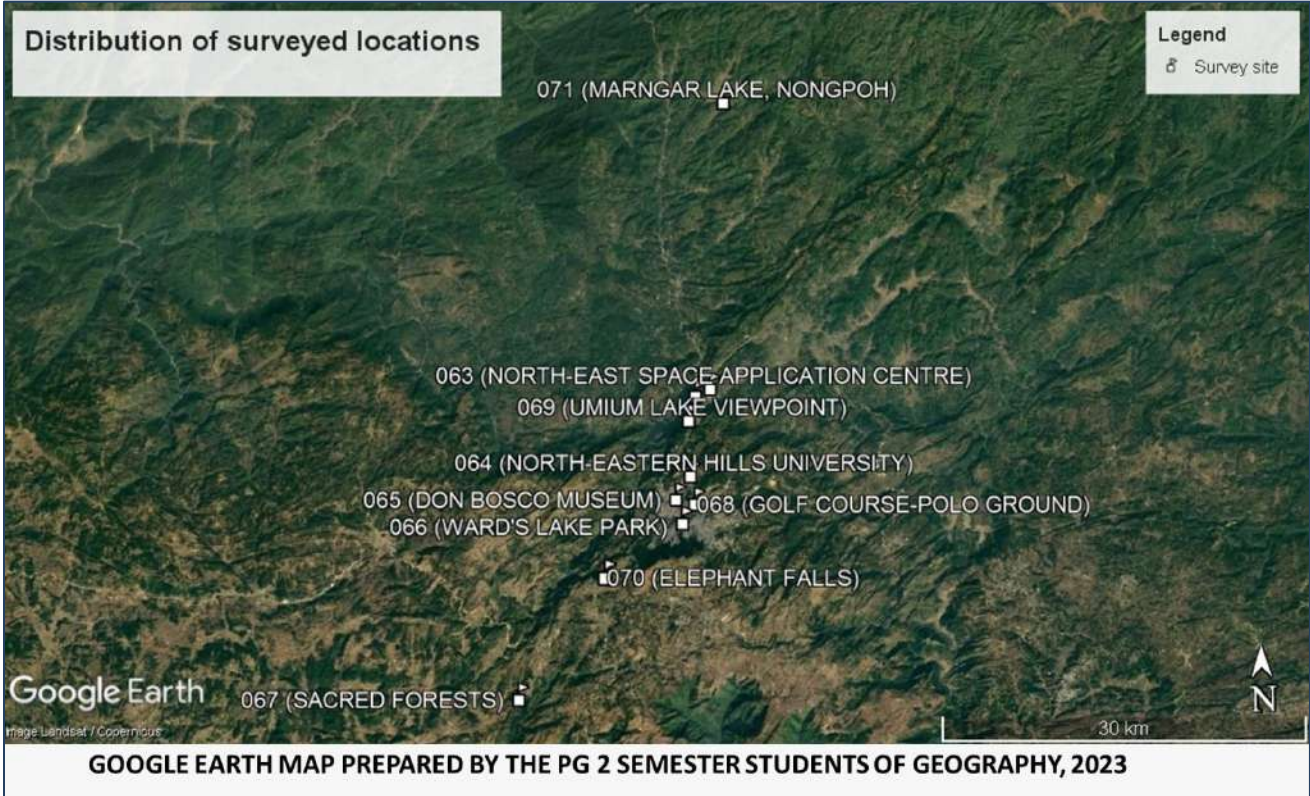 Distribution of surveyed locations
Legend
Survey site
071 (MARNGAR LAKE, NONGPOH)
063 (NORTH-EAST SPACE APPLICATION CENTRE)
069 (UMIUM LAKE VIEWPOINT)
064 (NORTH-EASTERN HILLS UNIVERSITY)
065 (DON BOSCO MUSEUM)
068 (GOLF COURSE-POLO GROUND)
066 (WARD'S LAKE PARK)
070 (ELEPHANT FALLS)
067 (SACRED FORESTS)
Google Earth
Image Landsat / Copernicus
N
30 km
GOOGLE EARTH MAP PREPARED BY THE PG 2 SEMESTER STUDENTS OF GEOGRAPHY, 2023